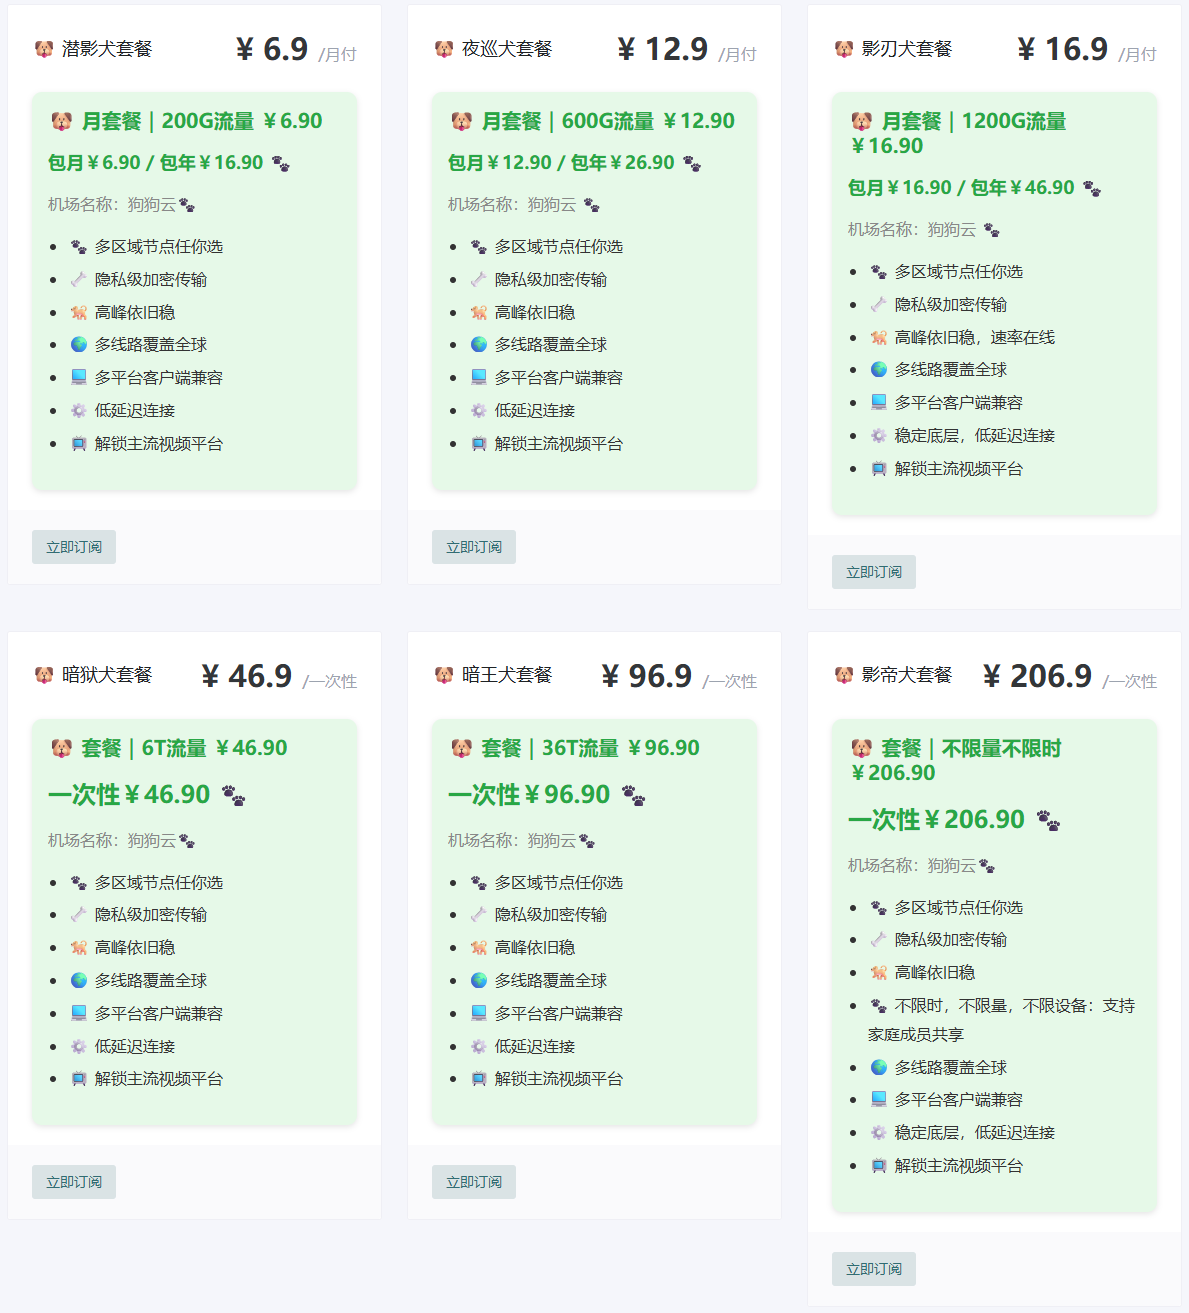 潜影犬套餐 ¥ 6.9 /月付
月套餐｜200G流量 ¥6.90
包月¥6.90 / 包年¥16.90
机场名称：狗狗云
多区域节点任你选
隐私级加密传输
高峰依旧稳
多线路覆盖全球
多平台客户端兼容
低延迟连接
解锁主流视频平台
立即订阅
夜巡犬套餐 ¥ 12.9 /月付
月套餐｜600G流量 ¥12.90
包月¥12.90 / 包年¥26.90
机场名称：狗狗云
多区域节点任你选
隐私级加密传输
高峰依旧稳
多线路覆盖全球
多平台客户端兼容
低延迟连接
解锁主流视频平台
立即订阅
影刃犬套餐 ¥ 16.9 /月付
月套餐｜1200G流量
¥16.90
包月¥16.90 / 包年¥46.90
机场名称：狗狗云
多区域节点任你选
隐私级加密传输
高峰依旧稳，速率在线
多线路覆盖全球
多平台客户端兼容
稳定底层，低延迟连接
解锁主流视频平台
立即订阅
暗狱犬套餐 ¥ 46.9 /一次性
套餐｜6T流量 ¥46.90
一次性¥46.90
机场名称：狗狗云
多区域节点任你选
隐私级加密传输
高峰依旧稳
多线路覆盖全球
多平台客户端兼容
低延迟连接
解锁主流视频平台
立即订阅
暗王犬套餐 ¥ 96.9 /一次性
套餐｜36T流量 ¥96.90
一次性¥96.90
机场名称：狗狗云
多区域节点任你选
隐私级加密传输
高峰依旧稳
多线路覆盖全球
多平台客户端兼容
低延迟连接
解锁主流视频平台
立即订阅
影帝犬套餐 ¥ 206.9 /一次性
套餐｜不限量不限时
¥206.90
一次性¥206.90
机场名称：狗狗云
多区域节点任你选
隐私级加密传输
高峰依旧稳
不限时，不限量，不限设备：支持
家庭成员共享
多线路覆盖全球
多平台客户端兼容
稳定底层，低延迟连接
解锁主流视频平台
立即订阅